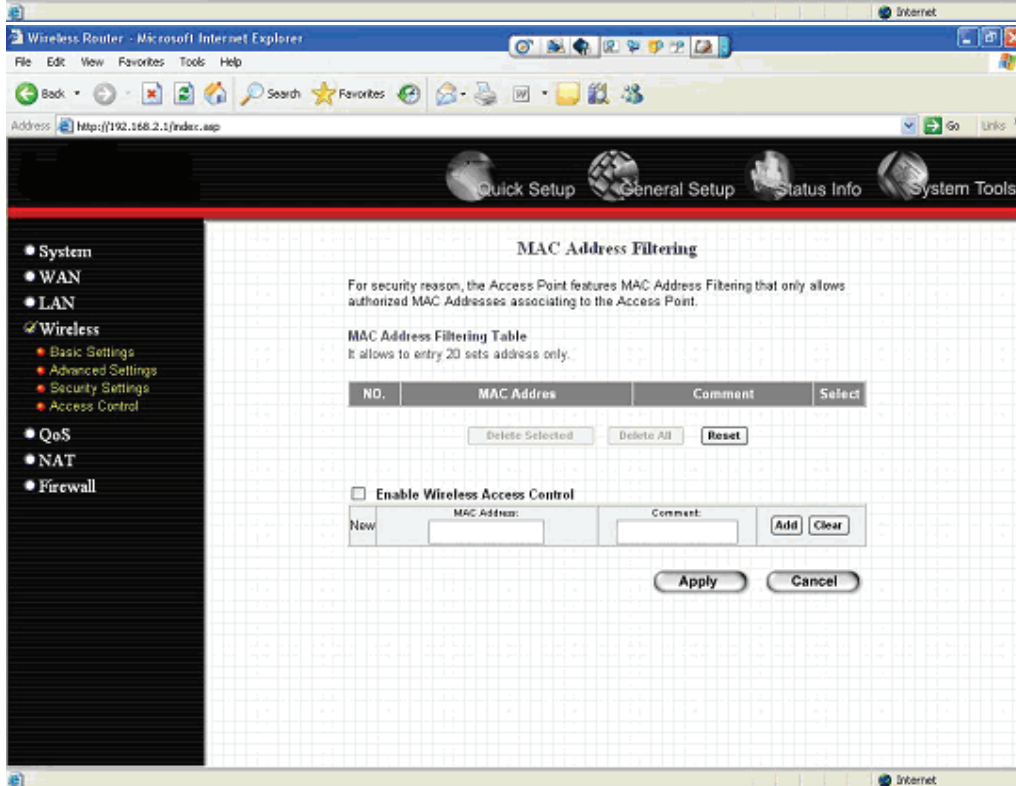 Internet
Wireless Router - Microsoft Internet Explorer
File Edit View Favorites Tools Help
Back Search Favorites
Address http://192.168.2.1/index.asp Go Links
Quick Setup General Setup Status Info System Tools
System
WAN
LAN
Wireless
Basic Settings
Advanced Settings
Security Settings
Access Control
QoS
NAT
Firewall
MAC Address Filtering
For security reason, the Access Point features MAC Address Filtering that only allows
authorized MAC Addresses associating to the Access Point.
MAC Address Filtering Table
It allows to entry 20 sets address only.
NO. MAC Addres Comment Select
Delete Selected Delete All Reset
Enable Wireless Access Control
New MAC Address: Comment: Add Clear
Apply Cancel
Internet